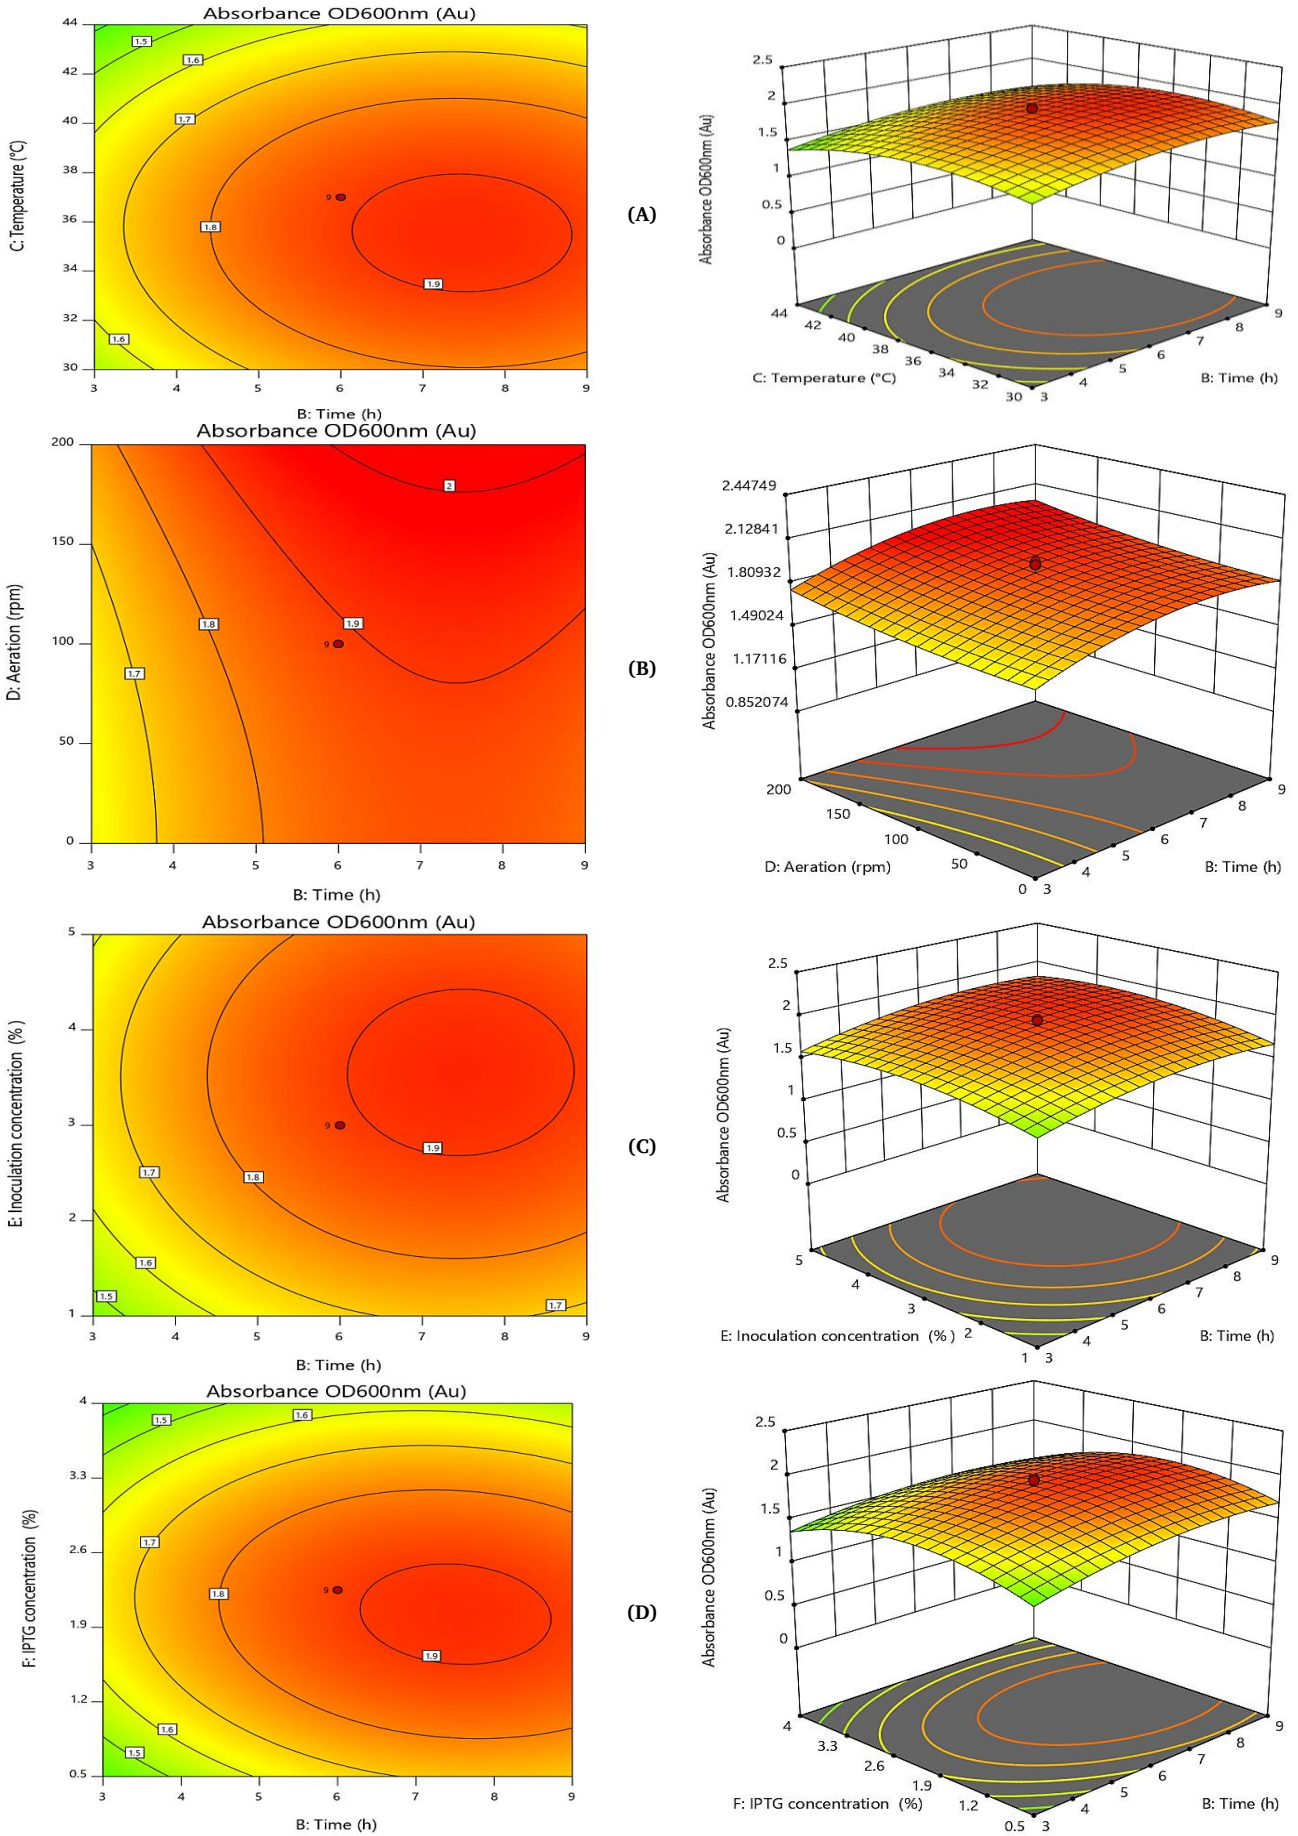 Absorbance OD600nm (Au)
44
42
40
38
36
34
32
30
C: Temperature (°C)
1.5
1.6
1.7
1.8
1.9
1.6
9
3 4 5 6 7 8 9
B: Time (h)
(A)
2.5
2
1.5
1
0.5
0
Absorbance OD600nm (Au)
44 42 40 38 36 34 32 30
3 4 5 6 7 8 9
C: Temperature (°C)
B: Time (h)
Absorbance OD600nm (Au)
200
150
100
50
0
D: Aeration (rpm)
2
1.9
1.8
1.7
9
3 4 5 6 7 8 9
B: Time (h)
(B)
2.44749
2.12841
1.80932
1.49024
1.17116
0.852074
Absorbance OD600nm (Au)
200 150 100 50 0
3 4 5 6 7 8 9
D: Aeration (rpm)
B: Time (h)
Absorbance OD600nm (Au)
5
4
3
2
1
E: Inoculation concentration (%)
9
1.9
1.8
1.7
1.6
1.5
1.7
3 4 5 6 7 8 9
B: Time (h)
(C)
2.5
2
1.5
1
0.5
0
Absorbance OD600nm (Au)
5 4 3 2 1
3 4 5 6 7 8 9
E: Inoculation concentration (%)
B: Time (h)
Absorbance OD600nm (Au)
4
3.3
2.6
1.9
1.2
0.5
F: IPTG concentration (%)
1.5
1.6
1.7
1.8
9
1.9
1.6
1.5
3 4 5 6 7 8 9
B: Time (h)
(D)
2.5
2
1.5
1
0.5
0
Absorbance OD600nm (Au)
4 3.3 2.6 1.9 1.2 0.5
3 4 5 6 7 8 9
F: IPTG concentration (%)
B: Time (h)